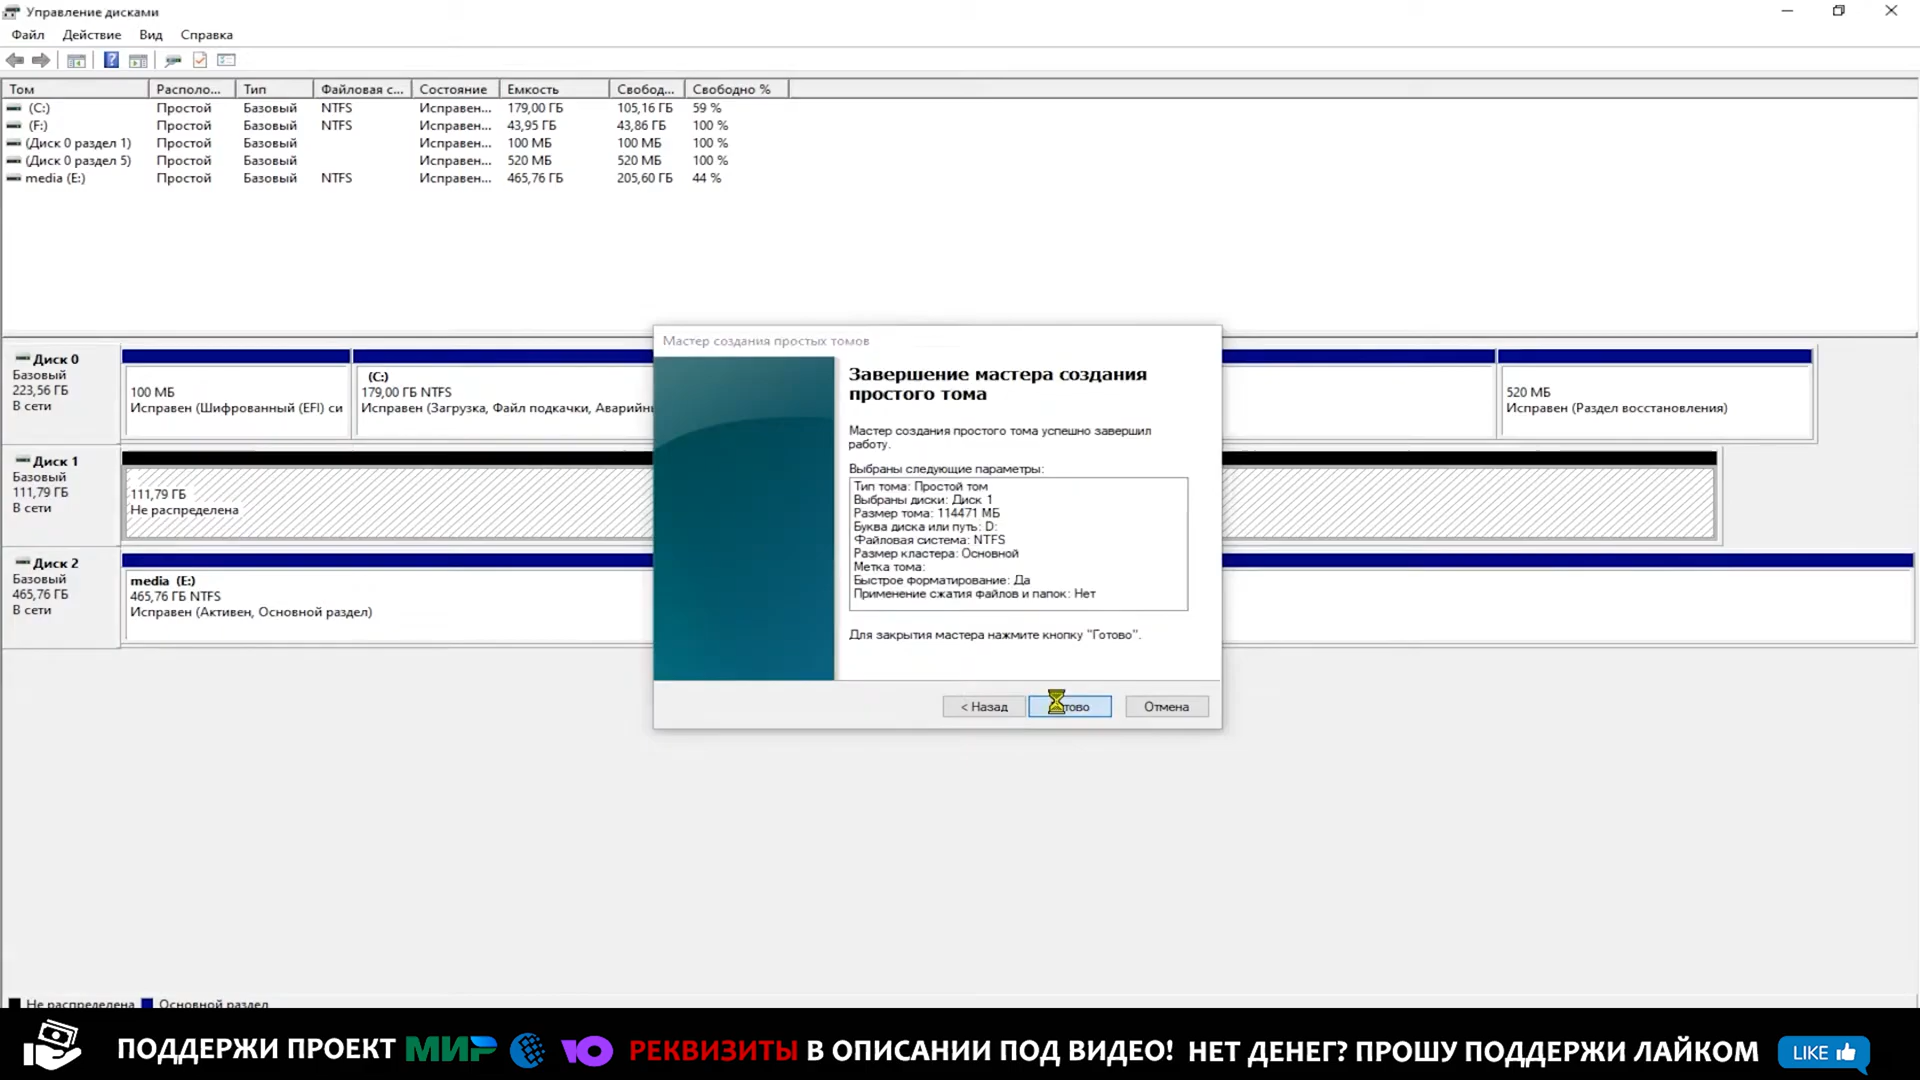 Управление дисками
Файл Действие Вид Справка
Том Располо... Тип Файловая с... Состояние Емкость Свобод... Свободно %
(C:) Простой Базовый NTFS Исправен... 179,00 ГБ 105,16 ГБ 59 %
(F:) Простой Базовый NTFS Исправен... 43,95 ГБ 43,86 ГБ 100 %
(Диск 0 раздел 1) Простой Базовый Исправен... 100 МБ 100 МБ 100 %
(Диск 0 раздел 5) Простой Базовый Исправен... 520 МБ 520 МБ 100 %
media (E:) Простой Базовый NTFS Исправен... 465,76 ГБ 205,60 ГБ 44 %
Диск 0
Базовый
223,56 ГБ
В сети
100 МБ
Исправен (Шифрованный (EFI) си
(C:)
179,00 ГБ NTFS
Исправен (Загрузка, Файл подкачки, Аварийн
520 МБ
Исправен (Раздел восстановления)
Диск 1
Базовый
111,79 ГБ
В сети
111,79 ГБ
Не распределена
Диск 2
Базовый
465,76 ГБ
В сети
media (E:)
465,76 ГБ NTFS
Исправен (Активен, Основной раздел)
Мастер создания простых томов
Завершение мастера создания
простого тома
Мастер создания простого тома успешно завершил
работу.
Выбраны следующие параметры:
Тип тома: Простой том
Выбраны диски: Диск 1
Размер тома: 114471 МБ
Буква диска или путь: D:
Файловая система: NTFS
Размер кластера: Основной
Метка тома:
Быстрое форматирование: Да
Применение сжатия файлов и папок: Нет
Для закрытия мастера нажмите кнопку "Готово".
< Назад тово Отмена
Не распределена Основной раздел
ПОДДЕРЖИ ПРОЕКТ МИР Ю РЕКВИЗИТЫ В ОПИСАНИИ ПОД ВИДЕО! НЕТ ДЕНЕГ? ПРОШУ ПОДДЕРЖИ ЛАЙКОМ LIKE